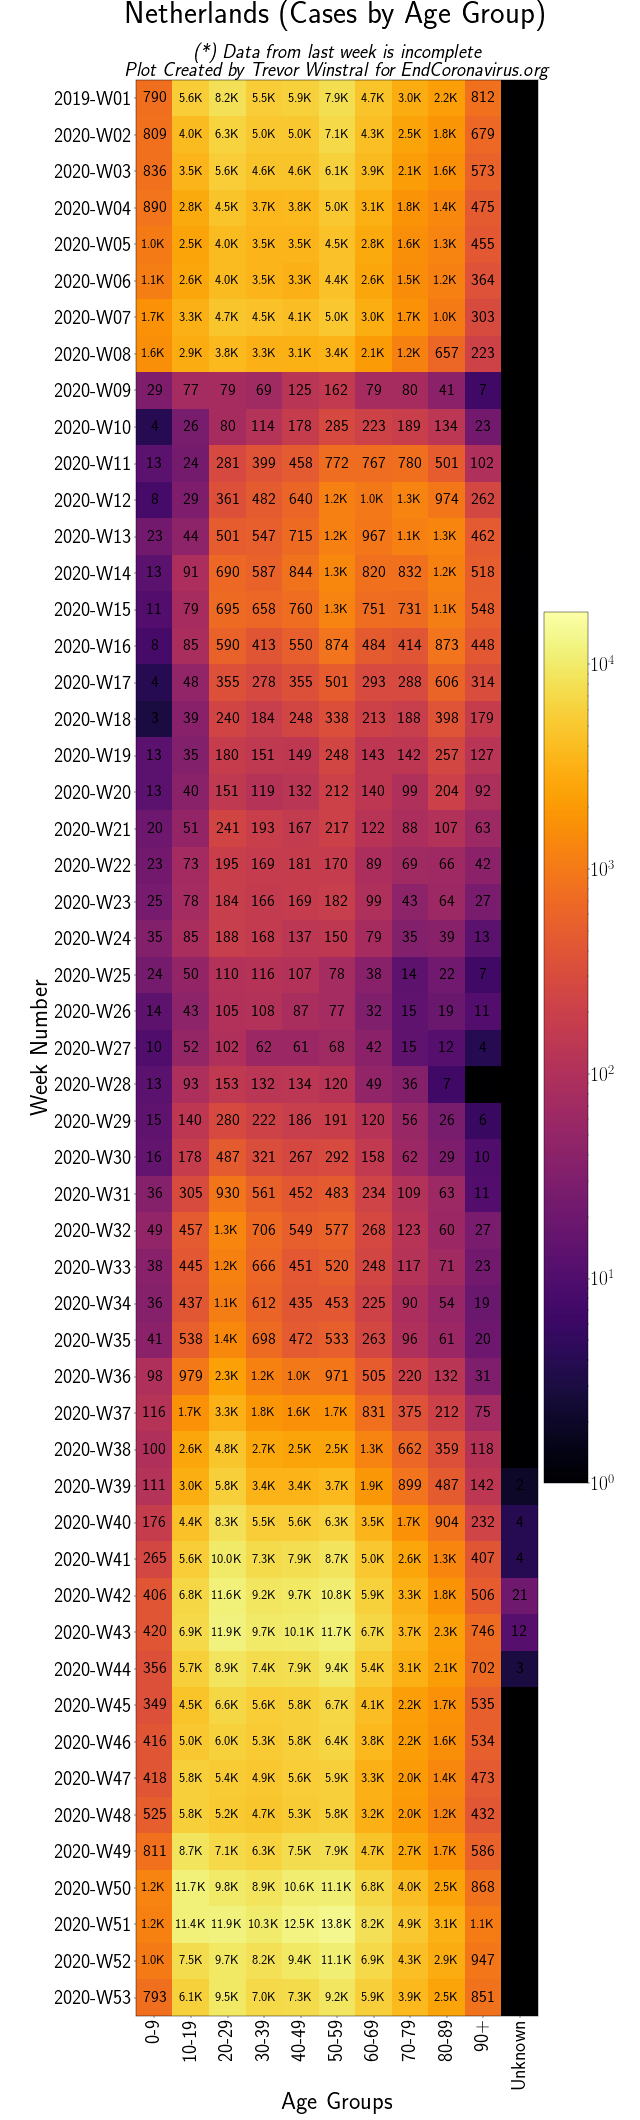 Netherlands (Cases by Age Group)
(*) Data from last week is incomplete
Plot Created by Trevor Winstral for EndCoronavirus.org
2019-W01 790 5.6K 8.2K 5.5K 5.9K 7.9K 4.7K 3.0K 2.2K 812
2020-W02 809 4.0K 6.3K 5.0K 5.0K 7.1K 4.3K 2.5K 1.8K 679
2020-W03 836 3.5K 5.6K 4.6K 4.6K 6.1K 3.9K 2.1K 1.6K 573
2020-W04 890 2.8K 4.5K 3.7K 3.8K 5.0K 3.1K 1.8K 1.4K 475
2020-W05 1.0K 2.5K 4.0K 3.5K 3.5K 4.5K 2.8K 1.6K 1.3K 455
2020-W06 1.1K 2.6K 4.0K 3.5K 3.3K 4.4K 2.6K 1.5K 1.2K 364
2020-W07 1.7K 3.3K 4.7K 4.5K 4.1K 5.0K 3.0K 1.7K 1.0K 303
2020-W08 1.6K 2.9K 3.8K 3.3K 3.1K 3.4K 2.1K 1.2K 657 223
2020-W09 29 77 79 69 125 162 79 80 41 7
2020-W10 4 26 80 114 178 285 223 189 134 23
2020-W11 13 24 281 399 458 772 767 780 501 102
2020-W12 8 29 361 482 640 1.2K 1.0K 1.3K 974 262
2020-W13 23 44 501 547 715 1.2K 967 1.1K 1.3K 462
2020-W14 13 91 690 587 844 1.3K 820 832 1.2K 518
2020-W15 11 79 695 658 760 1.3K 751 731 1.1K 548
2020-W16 8 85 590 413 550 874 484 414 873 448
2020-W17 4 48 355 278 355 501 293 288 606 314
2020-W18 3 39 240 184 248 338 213 188 398 179
2020-W19 13 35 180 151 149 248 143 142 257 127
2020-W20 13 40 151 119 132 212 140 99 204 92
2020-W21 20 51 241 193 167 217 122 88 107 63
2020-W22 23 73 195 169 181 170 89 69 66 42
2020-W23 25 78 184 166 169 182 99 43 64 27
2020-W24 35 85 188 168 137 150 79 35 39 13
2020-W25 24 50 110 116 107 78 38 14 22 7
2020-W26 14 43 105 108 87 77 32 15 19 11
2020-W27 10 52 102 62 61 68 42 15 12 4
2020-W28 13 93 153 132 134 120 49 36 7
2020-W29 15 140 280 222 186 191 120 56 26 6
2020-W30 16 178 487 321 267 292 158 62 29 10
2020-W31 36 305 930 561 452 483 234 109 63 11
2020-W32 49 457 1.3K 706 549 577 268 123 60 27
2020-W33 38 445 1.2K 666 451 520 248 117 71 23
2020-W34 36 437 1.1K 612 435 453 225 90 54 19
2020-W35 41 538 1.4K 698 472 533 263 96 61 20
2020-W36 98 979 2.3K 1.2K 1.0K 971 505 220 132 31
2020-W37 116 1.7K 3.3K 1.8K 1.6K 1.7K 831 375 212 75
2020-W38 100 2.6K 4.8K 2.7K 2.5K 2.5K 1.3K 662 359 118
2020-W39 111 3.0K 5.8K 3.4K 3.4K 3.7K 1.9K 899 487 142 2
2020-W40 176 4.4K 8.3K 5.5K 5.6K 6.3K 3.5K 1.7K 904 232 4
2020-W41 265 5.6K 10.0K 7.3K 7.9K 8.7K 5.0K 2.6K 1.3K 407 4
2020-W42 406 6.8K 11.6K 9.2K 9.7K 10.8K 5.9K 3.3K 1.8K 506 21
2020-W43 420 6.9K 11.9K 9.7K 10.1K 11.7K 6.7K 3.7K 2.3K 746 12
2020-W44 356 5.7K 8.9K 7.4K 7.9K 9.4K 5.4K 3.1K 2.1K 702 3
2020-W45 349 4.5K 6.6K 5.6K 5.8K 6.7K 4.1K 2.2K 1.7K 535
2020-W46 416 5.0K 6.0K 5.3K 5.8K 6.4K 3.8K 2.2K 1.6K 534
2020-W47 418 5.8K 5.4K 4.9K 5.6K 5.9K 3.3K 2.0K 1.4K 473
2020-W48 525 5.8K 5.2K 4.7K 5.3K 5.8K 3.2K 2.0K 1.2K 432
2020-W49 811 8.7K 7.1K 6.3K 7.5K 7.9K 4.7K 2.7K 1.7K 586
2020-W50 1.2K 11.7K 9.8K 8.9K 10.6K 11.1K 6.8K 4.0K 2.5K 868
2020-W51 1.2K 11.4K 11.9K 10.3K 12.5K 13.8K 8.2K 4.9K 3.1K 1.1K
2020-W52 1.0K 7.5K 9.7K 8.2K 9.4K 11.1K 6.9K 4.3K 2.9K 947
2020-W53 793 6.1K 9.5K 7.0K 7.3K 9.2K 5.9K 3.9K 2.5K 851
0-9 10-19 20-29 30-39 40-49 50-59 60-69 70-79 80-89 90+ Unknown
Age Groups
Week Number
10⁴
10³
10²
10¹
10⁰